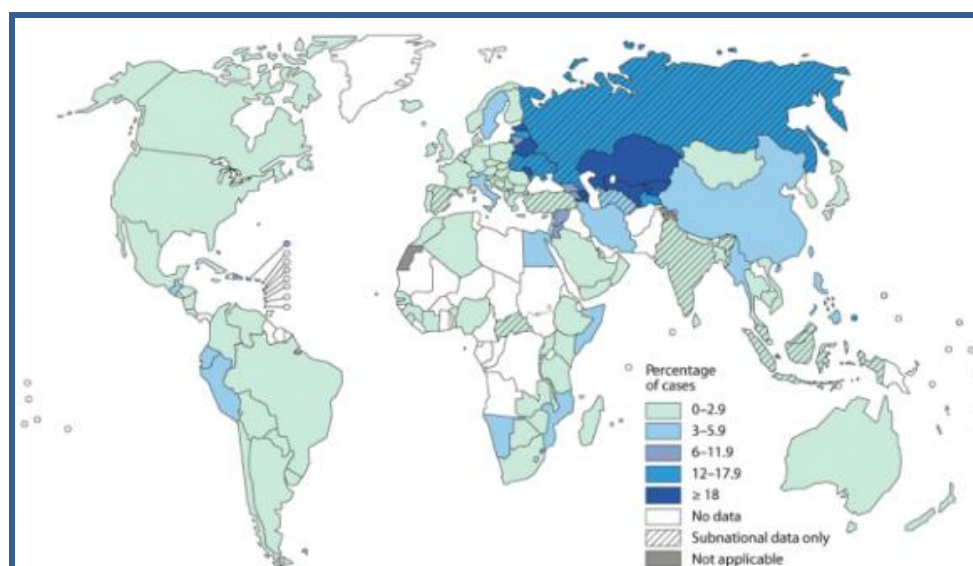 Percentage
of cases
0–2.9
3–5.9
6–11.9
12–17.9
≥ 18
No data
Subnational data only
Not applicable